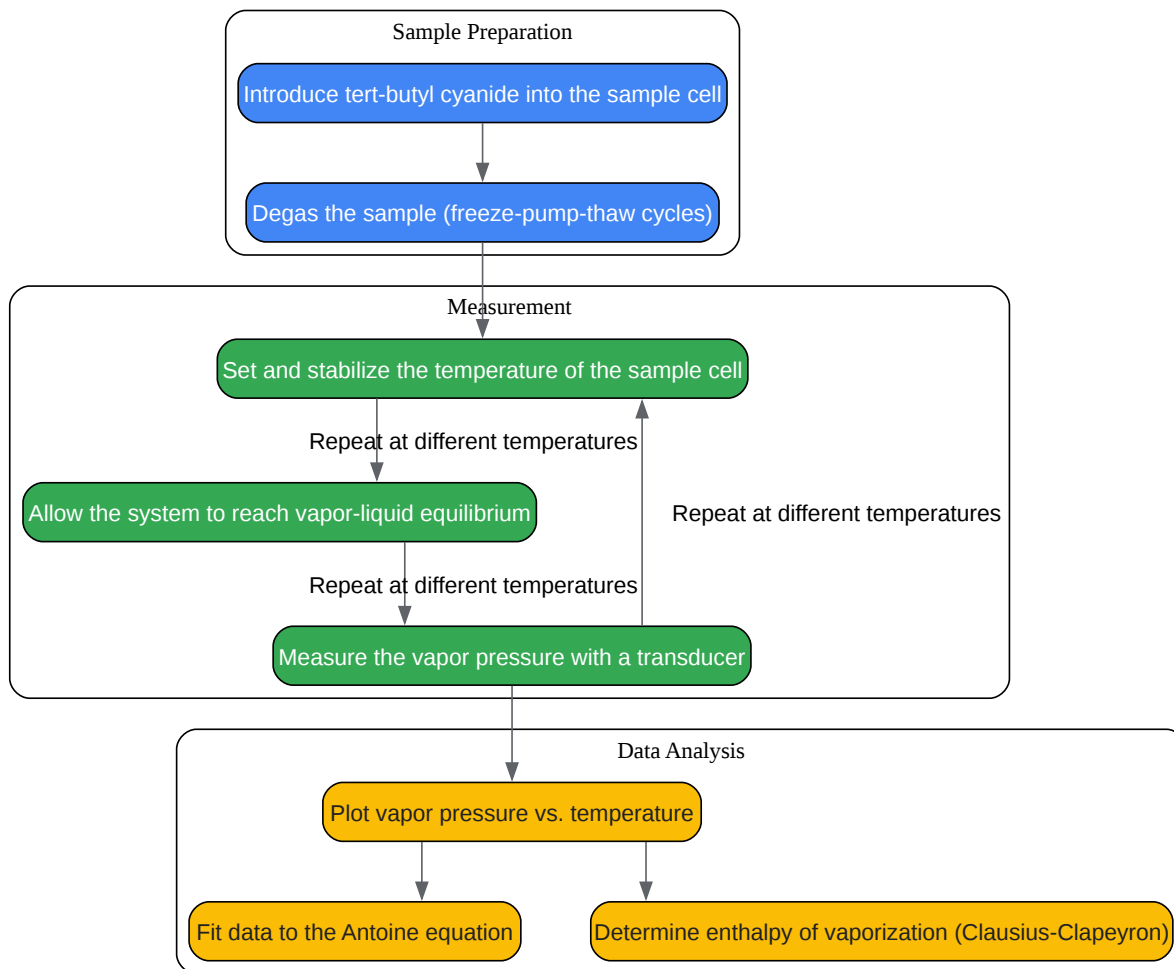 Sample Preparation
Introduce tert-butyl cyanide into the sample cell
Degas the sample (freeze-pump-thaw cycles)
Measurement
Set and stabilize the temperature of the sample cell
Repeat at different temperatures
Allow the system to reach vapor-liquid equilibrium
Repeat at different temperatures
Repeat at different temperatures
Measure the vapor pressure with a transducer
Data Analysis
Plot vapor pressure vs. temperature
Fit data to the Antoine equation
Determine enthalpy of vaporization (Clausius-Clapeyron)